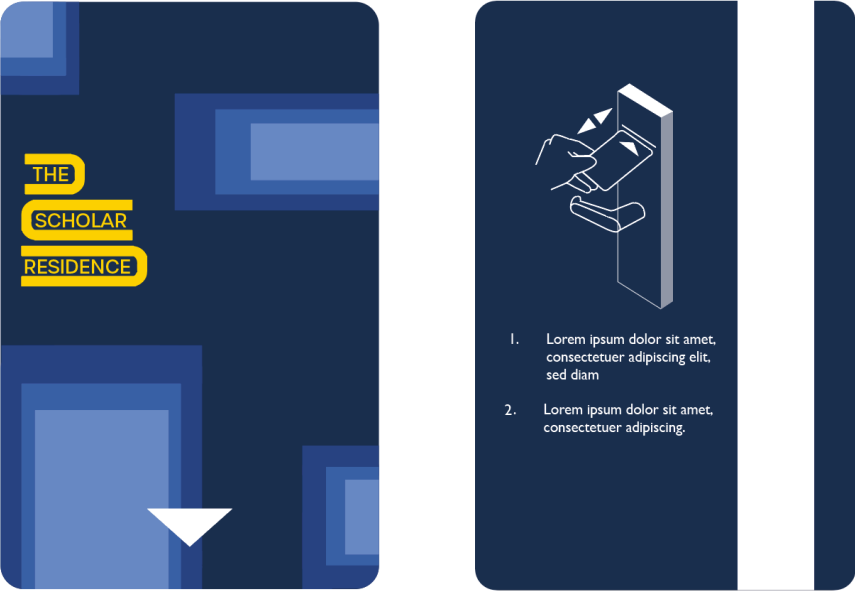 THE
SCHOLAR
RESIDENCE
1. Lorem ipsum dolor sit amet,
consectetuer adipiscing elit,
sed diam
2. Lorem ipsum dolor sit amet,
consectetuer adipiscing.